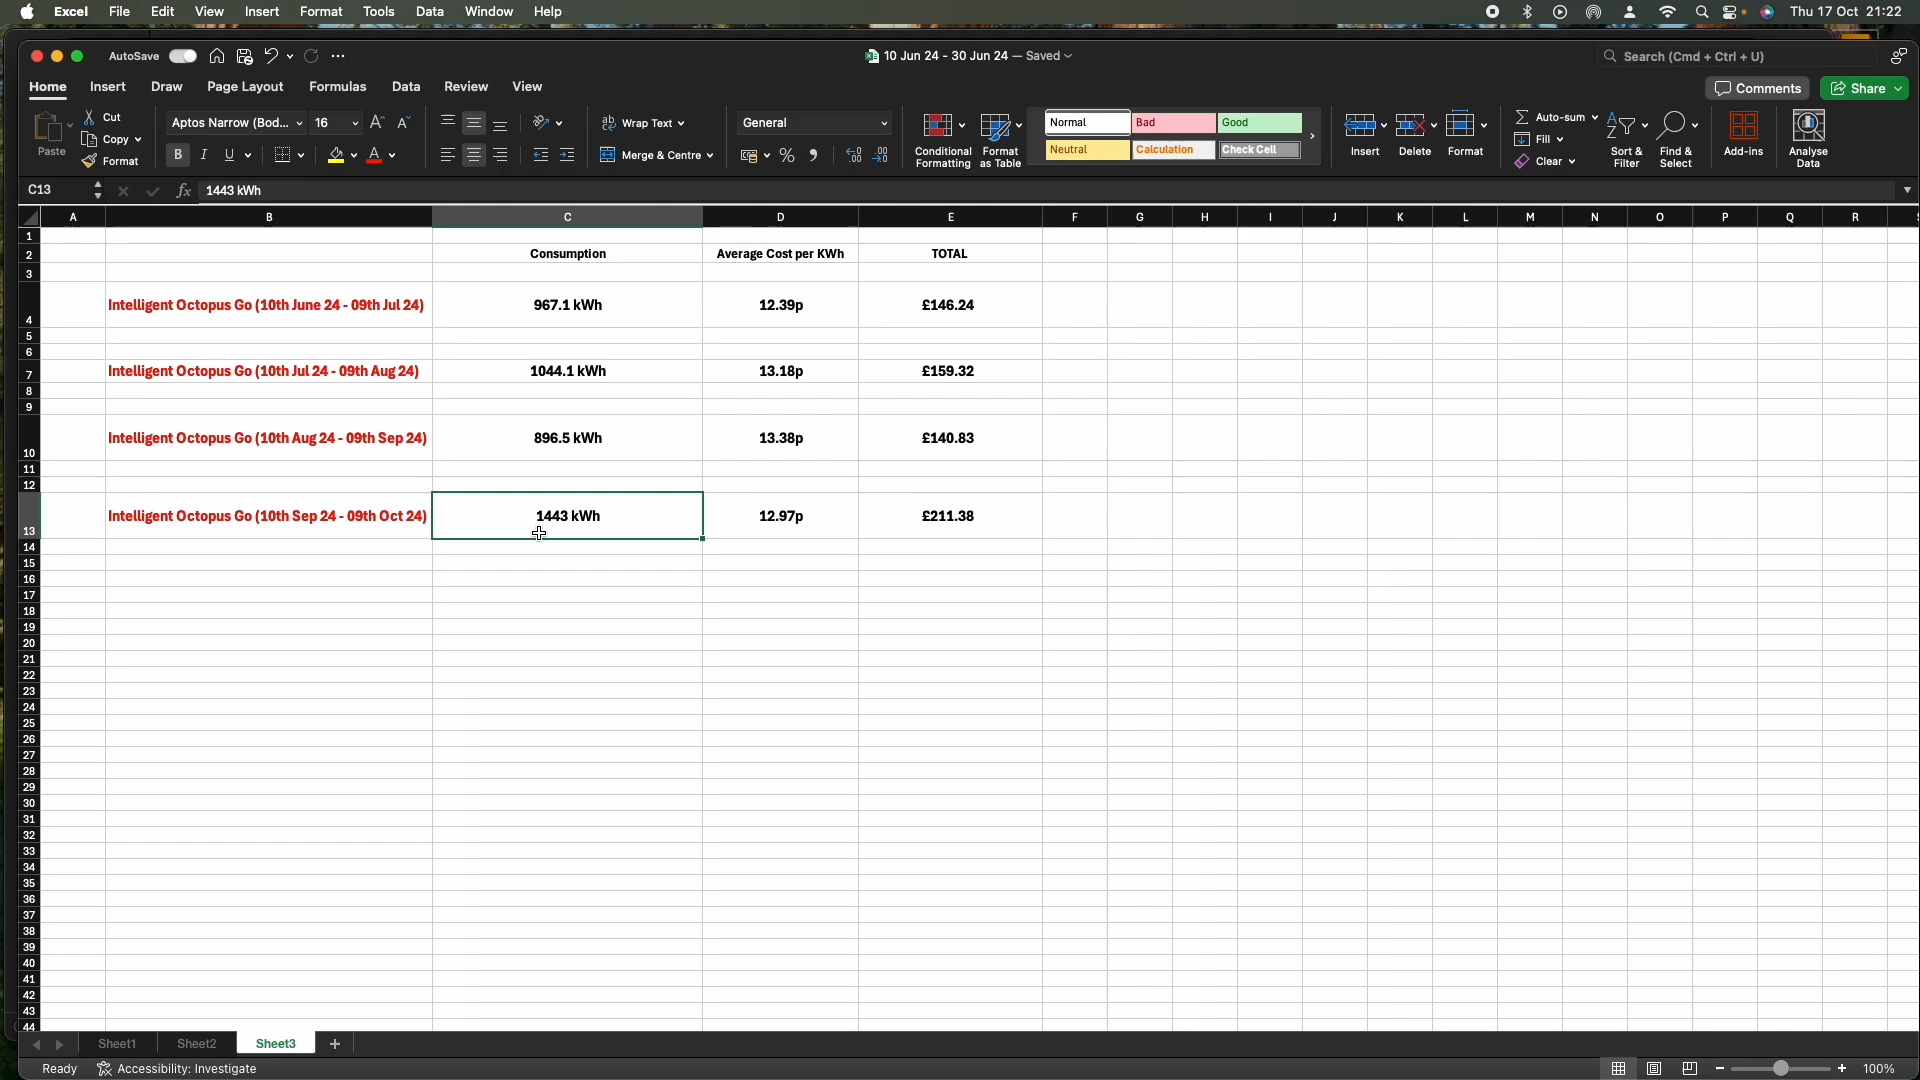 Excel File Edit View Insert Format Tools Data Window Help Thu 17 Oct 21:22
AutoSave 10 Jun 24 - 30 Jun 24 — Saved Search (Cmd + Ctrl + U)
Home Insert Draw Page Layout Formulas Data Review View Comments Share
Paste Cut Copy Format
Aptos Narrow (Bod... 16
B I U A
Wrap Text
Merge & Centre
General
Conditional Formatting
Format as Table
Normal Bad Good
Neutral Calculation Check Cell
Insert Delete Format
Auto-sum
Fill
Clear
Sort & Filter
Find & Select
Add-ins
Analyse Data
C13 fx 1443 kWh
A B C D E F G H I J K L M N O P Q R S
1
2 Consumption Average Cost per KWh TOTAL
3
4 Intelligent Octopus Go (10th June 24 - 09th Jul 24) 967.1 kWh 12.39p £146.24
5
6
7 Intelligent Octopus Go (10th Jul 24 - 09th Aug 24) 1044.1 kWh 13.18p £159.32
8
9
10 Intelligent Octopus Go (10th Aug 24 - 09th Sep 24) 896.5 kWh 13.38p £140.83
11
12
13 Intelligent Octopus Go (10th Sep 24 - 09th Oct 24) 1443 kWh 12.97p £211.38
14
15
16
17
18
19
20
21
22
23
24
25
26
27
28
29
30
31
32
33
34
35
36
37
38
39
40
41
42
43
44
Sheet1 Sheet2 Sheet3 +
Ready Accessibility: Investigate 100%